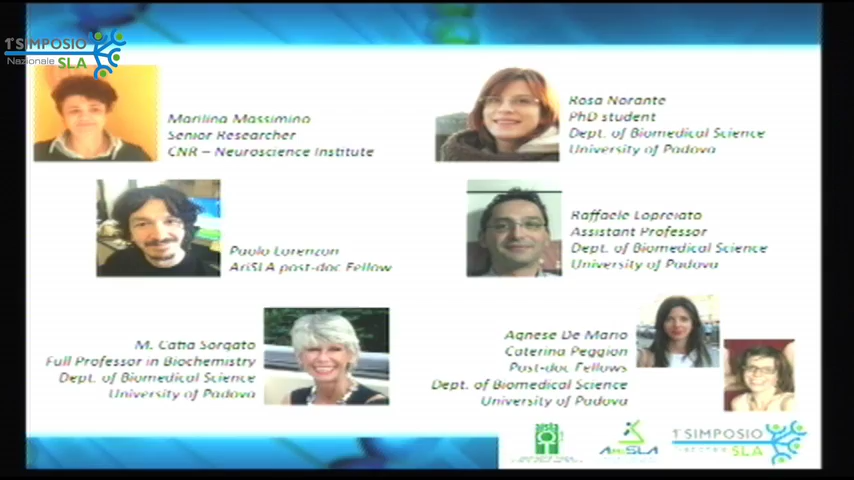 1° SIMPOSIO
Nazionale SLA
Marilina Massimino
Senior Researcher
CNR – Neuroscience Institute
Rosa Norante
PhD student
Dept. of Biomedical Science
University of Padova
Paolo Lorenzon
AriSLA post-doc Fellow
Raffaele Lopreiato
Assistant Professor
Dept. of Biomedical Science
University of Padova
M. Catia Sorgato
Full Professor in Biochemistry
Dept. of Biomedical Science
University of Padova
Agnese De Mario
Caterina Peggion
Post-doc Fellows
Dept. of Biomedical Science
University of Padova
AriSLA
1° SIMPOSIO
SLA